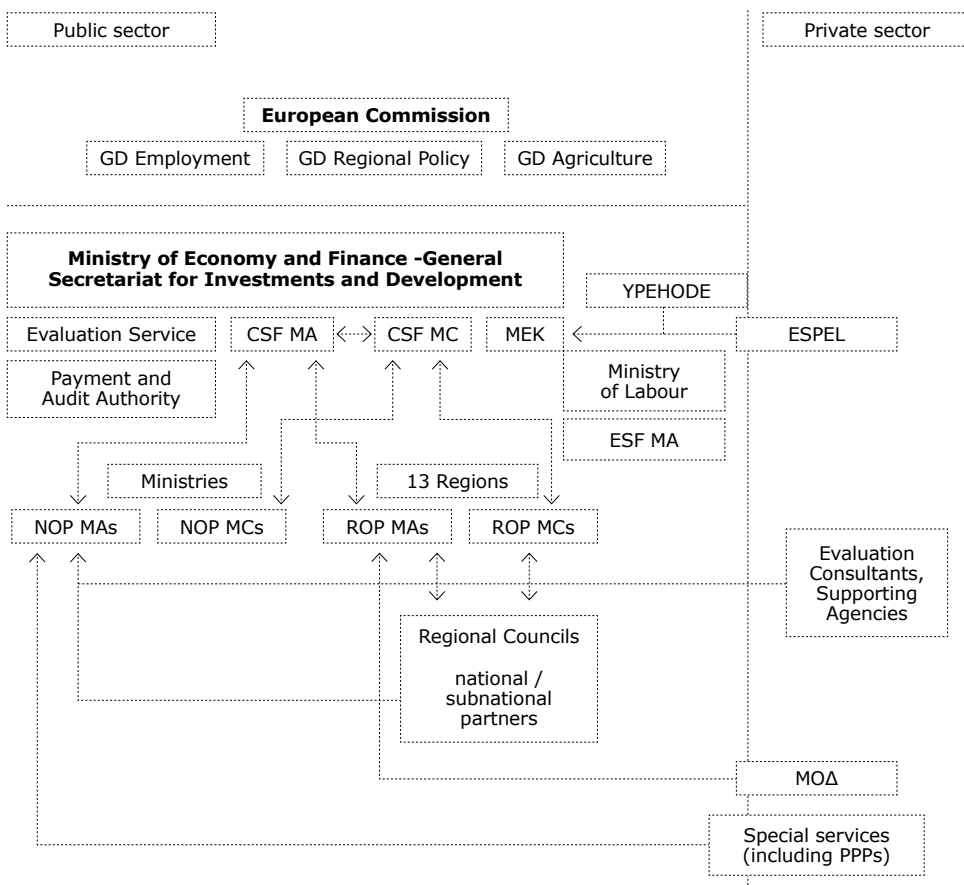 Public sector
Private sector
European Commission
GD Employment
GD Regional Policy
GD Agriculture
Ministry of Economy and Finance -General
Secretariat for Investments and Development
YPEHODE
Evaluation Service
CSF MA
CSF MC
MEK
ESPEL
Payment and
Audit Authority
Ministry
of Labour
ESF MA
Ministries
13 Regions
NOP MAs
NOP MCs
ROP MAs
ROP MCs
Evaluation
Consultants,
Supporting
Agencies
Regional Councils
national /
subnational
partners
ΜΟΔ
Special services
(including PPPs)